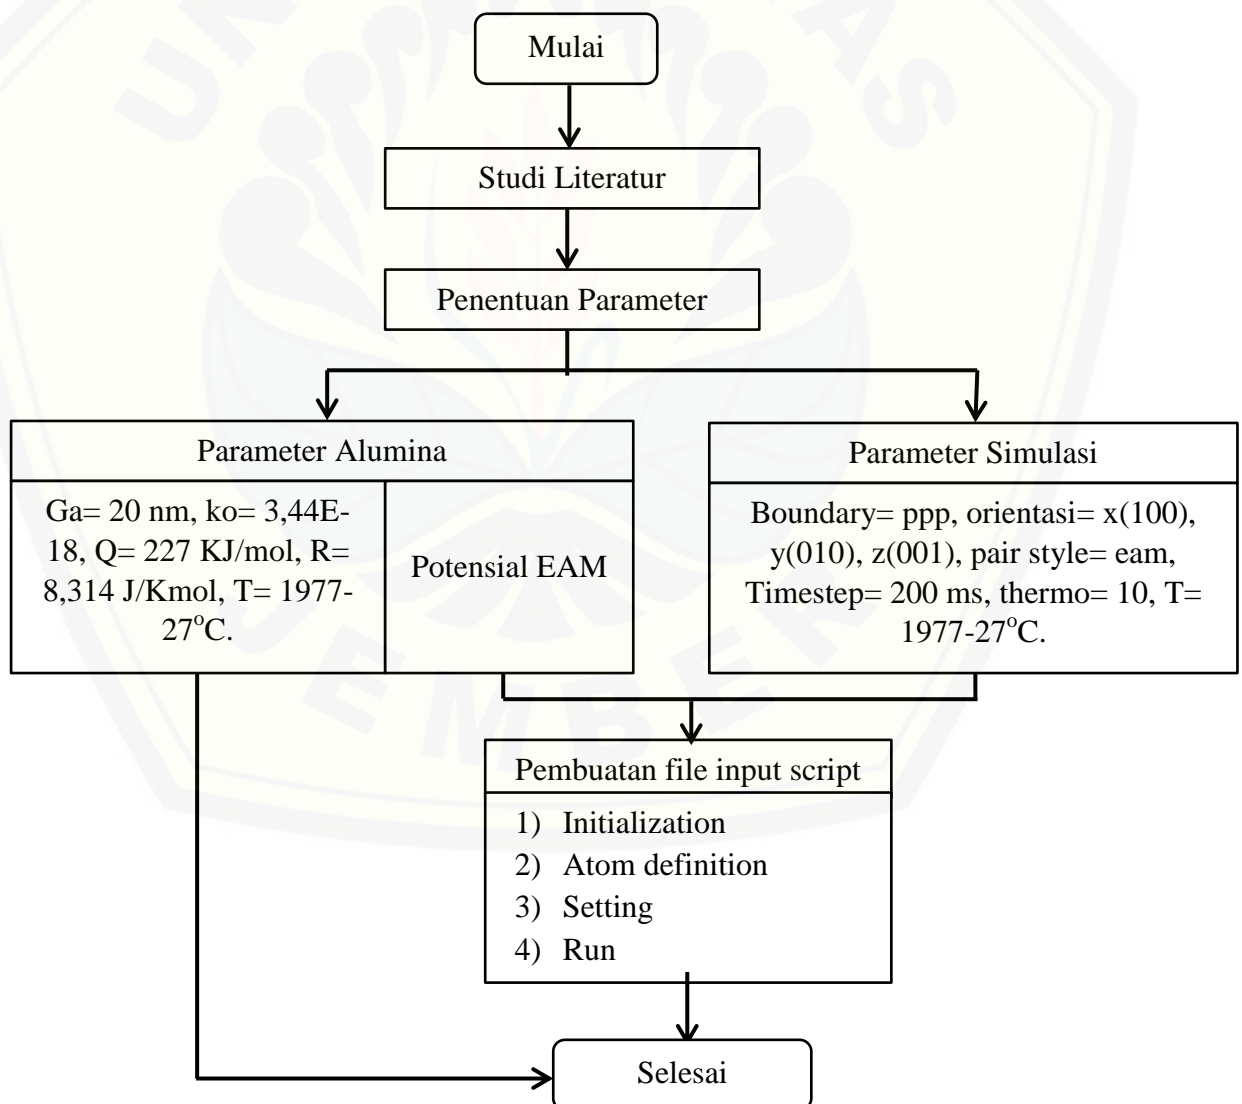 Mulai
Studi Literatur
Penentuan Parameter
Parameter Alumina
Ga= 20 nm, ko= 3,44E-
18, Q= 227 KJ/mol, R=
8,314 J/Kmol, T= 1977-
27°C.
Potensial EAM
Parameter Simulasi
Boundary= ppp, orientasi= x(100),
y(010), z(001), pair style= eam,
Timestep= 200 ms, thermo= 10, T=
1977-27°C.
Pembuatan file input script
1) Initialization
2) Atom definition
3) Setting
4) Run
Selesai
JEMBER